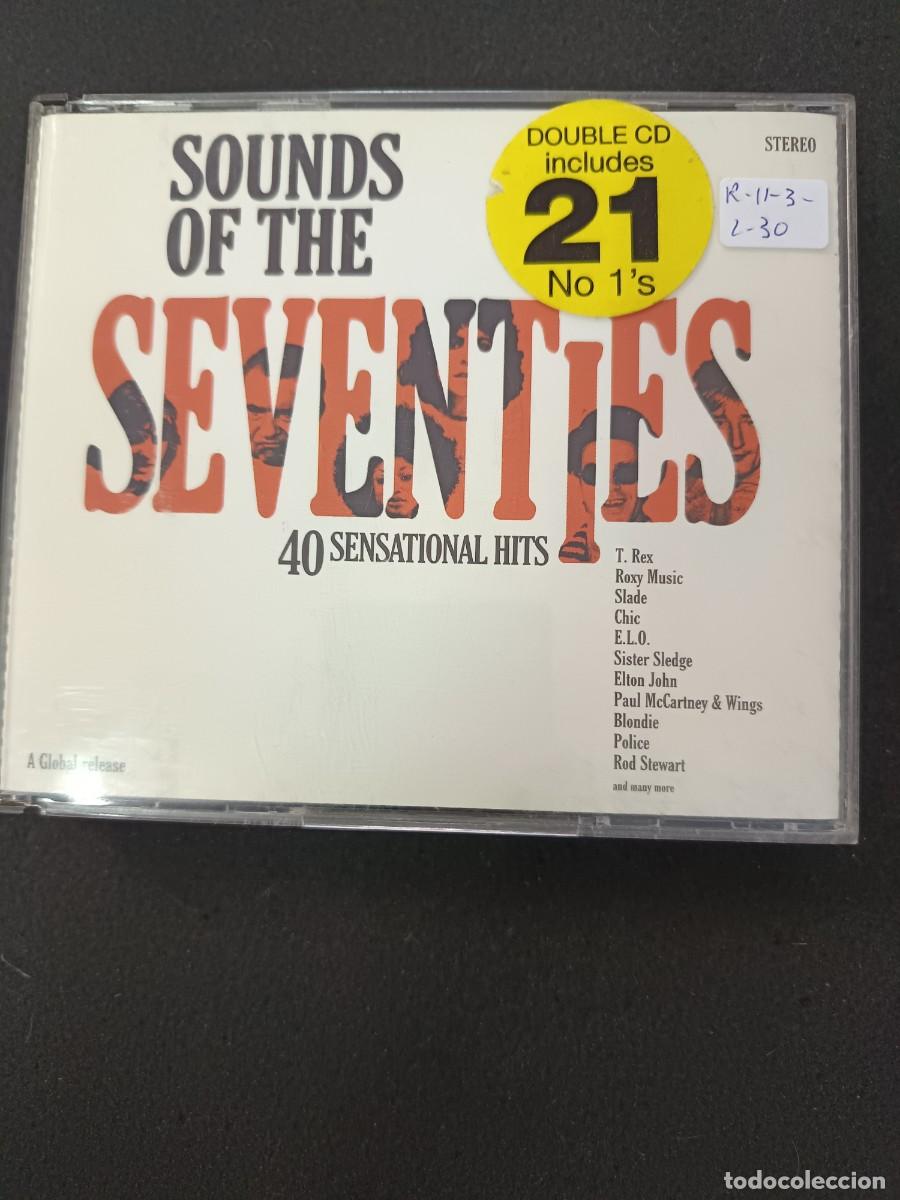 SOUNDS
OF THE
SEVENTIES
40 SENSATIONAL HITS
DOUBLE CD
includes
21
No 1's
STEREO
R-11-3-
2-30
T. Rex
Roxy Music
Slade
Chic
E.L.O.
Sister Sledge
Elton John
Paul McCartney & Wings
Blondie
Police
Rod Stewart
and many more
A Global release
todocoleccion